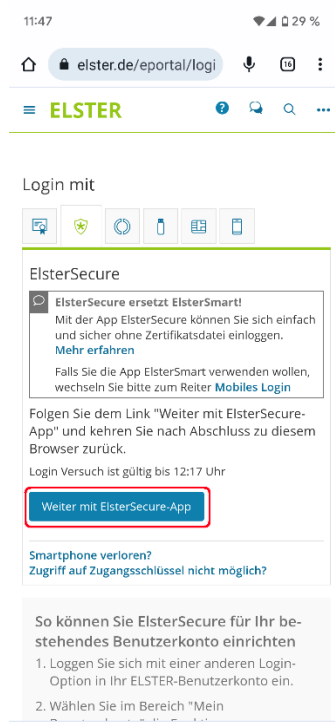 11:47
29 %
elster.de/eportal/logi
16
ELSTER
Login mit
ElsterSecure
ElsterSecure ersetzt ElsterSmart!
Mit der App ElsterSecure können Sie sich einfach
und sicher ohne Zertifikatsdatei einloggen.
Mehr erfahren
Falls Sie die App ElsterSmart verwenden wollen,
wechseln Sie bitte zum Reiter Mobiles Login
Folgen Sie dem Link "Weiter mit ElsterSecure-
App" und kehren Sie nach Abschluss zu diesem
Browser zurück.
Login Versuch ist gültig bis 12:17 Uhr
Weiter mit ElsterSecure-App
Smartphone verloren?
Zugriff auf Zugangsschlüssel nicht möglich?
So können Sie ElsterSecure für Ihr be-
stehendes Benutzerkonto einrichten
1. Loggen Sie sich mit einer anderen Login-
Option in Ihr ELSTER-Benutzerkonto ein.
2. Wählen Sie im Bereich "Mein